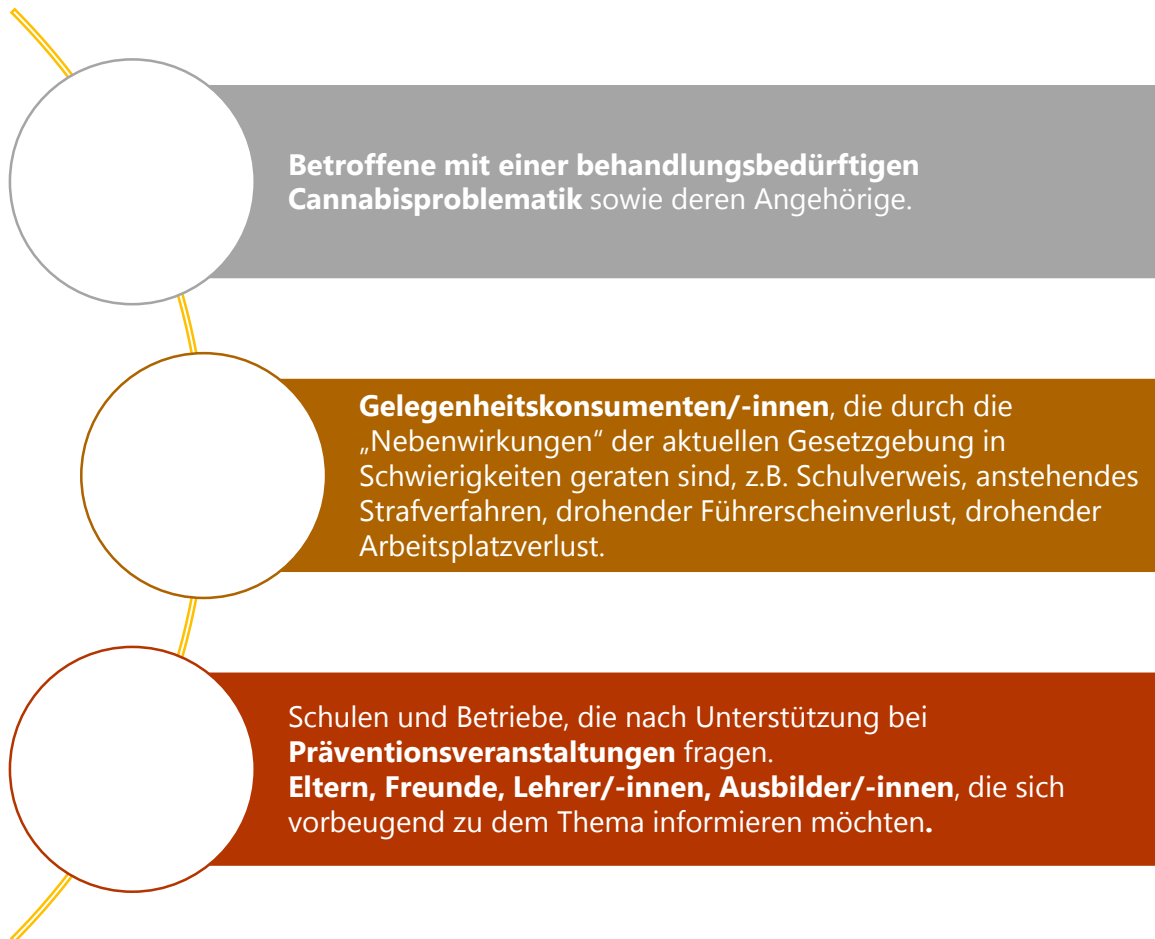 Betroffene mit einer behandlungsbedürftigen
Cannabisproblematik sowie deren Angehörige.
Gelegenheitskonsumenten/-innen, die durch die
„Nebenwirkungen“ der aktuellen Gesetzgebung in
Schwierigkeiten geraten sind, z.B. Schulverweis, anstehendes
Strafverfahren, drohender Führerscheinverlust, drohender
Arbeitsplatzverlust.
Schulen und Betriebe, die nach Unterstützung bei
Präventionsveranstaltungen fragen.
Eltern, Freunde, Lehrer/-innen, Ausbilder/-innen, die sich
vorbeugend zu dem Thema informieren möchten.